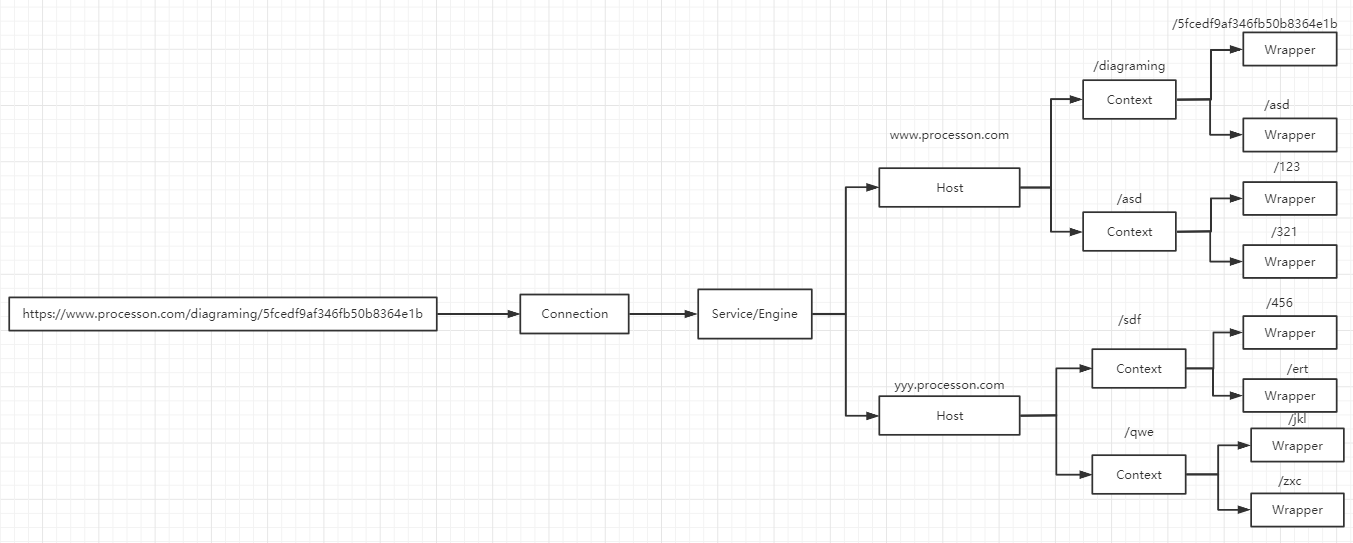 https://www.processon.com/diagraming/5fcedf9af346fb50b8364e1b
Connection
Service/Engine
www.processon.com
Host
/diagraming
Context
/5fcedf9af346fb50b8364e1b
Wrapper
/asd
Wrapper
/asd
Context
/123
Wrapper
/321
Wrapper
yyy.processon.com
Host
/sdf
Context
/456
Wrapper
/ert
Wrapper
/qwe
Context
/jkl
Wrapper
/zxc
Wrapper